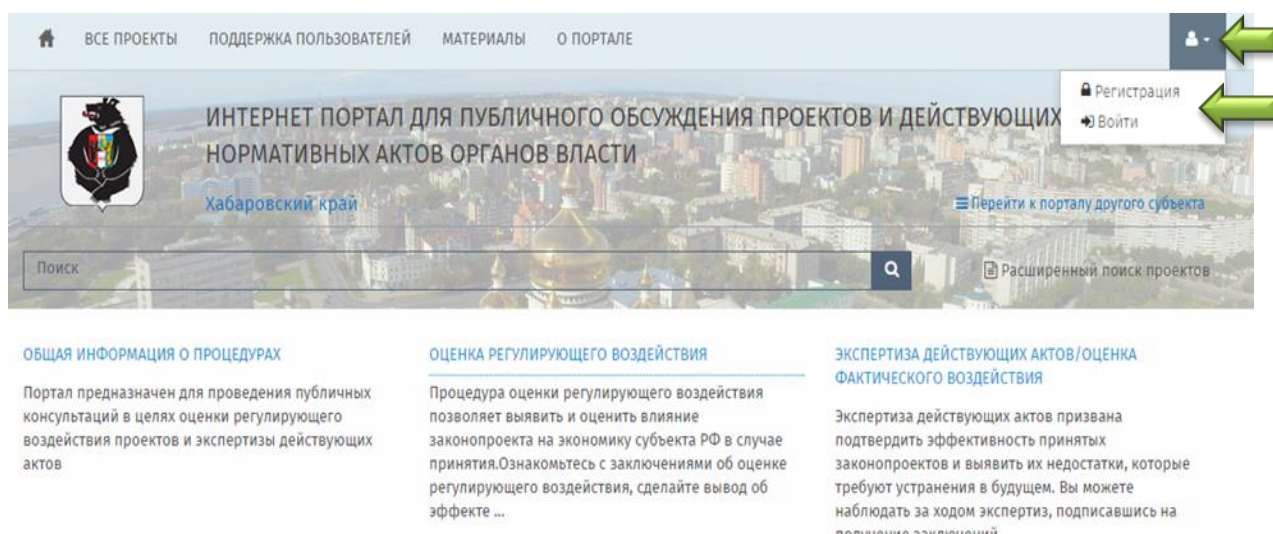 ВСЕ ПРОЕКТЫ ПОДДЕРЖКА ПОЛЬЗОВАТЕЛЕЙ МАТЕРИАЛЫ О ПОРТАЛЕ
Регистрация
Войти
ИНТЕРНЕТ ПОРТАЛ ДЛЯ ПУБЛИЧНОГО ОБСУЖДЕНИЯ ПРОЕКТОВ И ДЕЙСТВУЮЩИХ
НОРМАТИВНЫХ АКТОВ ОРГАНОВ ВЛАСТИ
Хабаровский край
Перейти к порталу другого субъекта
Поиск
Расширенный поиск проектов
ОБЩАЯ ИНФОРМАЦИЯ О ПРОЦЕДУРАХ
Портал предназначен для проведения публичных
консультаций в целях оценки регулирующего
воздействия проектов и экспертизы действующих
актов
ОЦЕНКА РЕГУЛИРУЮЩЕГО ВОЗДЕЙСТВИЯ
Процедура оценки регулирующего воздействия
позволяет выявить и оценить влияние
законопроекта на экономику субъекта РФ в случае
принятия.Ознакомьтесь с заключениями об оценке
регулирующего воздействия, сделайте вывод об
эффекте ...
ЭКСПЕРТИЗА ДЕЙСТВУЮЩИХ АКТОВ/ОЦЕНКА
ФАКТИЧЕСКОГО ВОЗДЕЙСТВИЯ
Экспертиза действующих актов призвана
подтвердить эффективность принятых
законопроектов и выявить их недостатки, которые
требуют устранения в будущем. Вы можете
наблюдать за ходом экспертиз, подписавшись на